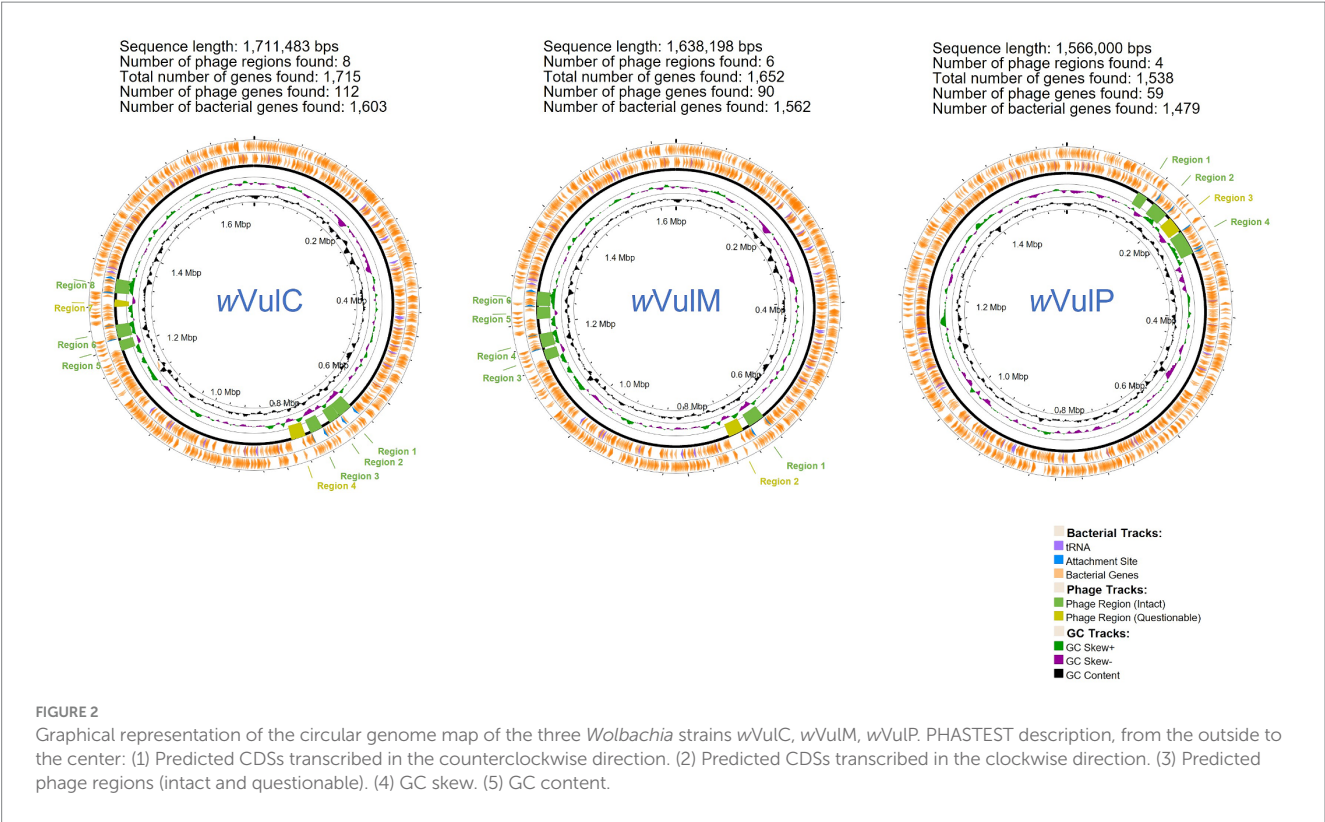 Sequence length: 1,711,483 bps
Number of phage regions found: 8
Total number of genes found: 1,715
Number of phage genes found: 112
Number of bacterial genes found: 1,603
Sequence length: 1,638,198 bps
Number of phage regions found: 6
Total number of genes found: 1,652
Number of phage genes found: 90
Number of bacterial genes found: 1,562
Sequence length: 1,566,000 bps
Number of phage regions found: 4
Total number of genes found: 1,538
Number of phage genes found: 59
Number of bacterial genes found: 1,479
wVulC
1.6 Mbp
0.2 Mbp
1.4 Mbp
0.4 Mbp
1.2 Mbp
0.6 Mbp
1.0 Mbp
0.8 Mbp
Region 8
Region
Region 6
Region 5
Region 1
Region 2
Region 3
Region 4
wVulM
1.6 Mbp
0.2 Mbp
1.4 Mbp
0.4 Mbp
1.2 Mbp
0.6 Mbp
1.0 Mbp
0.8 Mbp
Region 6
Region 5
Region 4
Region 3
Region 1
Region 2
wVulP
Region 1
Region 2
Region 3
Region 4
1.4 Mbp
0.2 Mbp
1.2 Mbp
0.4 Mbp
1.0 Mbp
0.6 Mbp
0.8 Mbp
Bacterial Tracks:
tRNA
Attachment Site
Bacterial Genes
Phage Tracks:
Phage Region (Intact)
Phage Region (Questionable)
GC Tracks:
GC Skew+
GC Skew-
GC Content
FIGURE 2
Graphical representation of the circular genome map of the three Wolbachia strains wVulC, wVulM, wVulP. PHASTEST description, from the outside to
the center: (1) Predicted CDSs transcribed in the counterclockwise direction. (2) Predicted CDSs transcribed in the clockwise direction. (3) Predicted
phage regions (intact and questionable). (4) GC skew. (5) GC content.